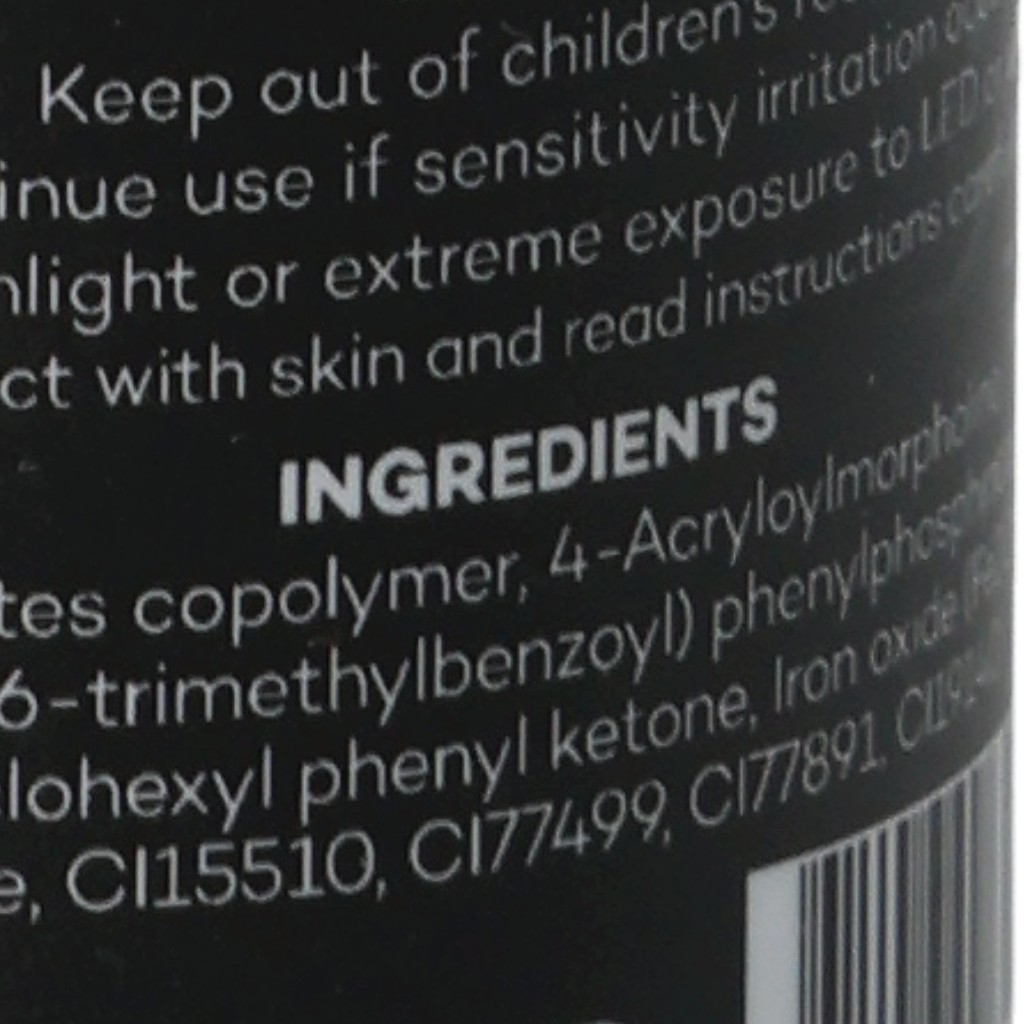 Keep out of children's
inue use if sensitivity irritation
nlight or extreme exposure to LED
ct with skin and read instructions
INGREDIENTS
tes copolymer, 4-Acryloylmorpholine
6-trimethylbenzoyl) phenylphosphin
lohexyl phenyl ketone, Iron oxide
e, CI15510, CI77499, CI77891,